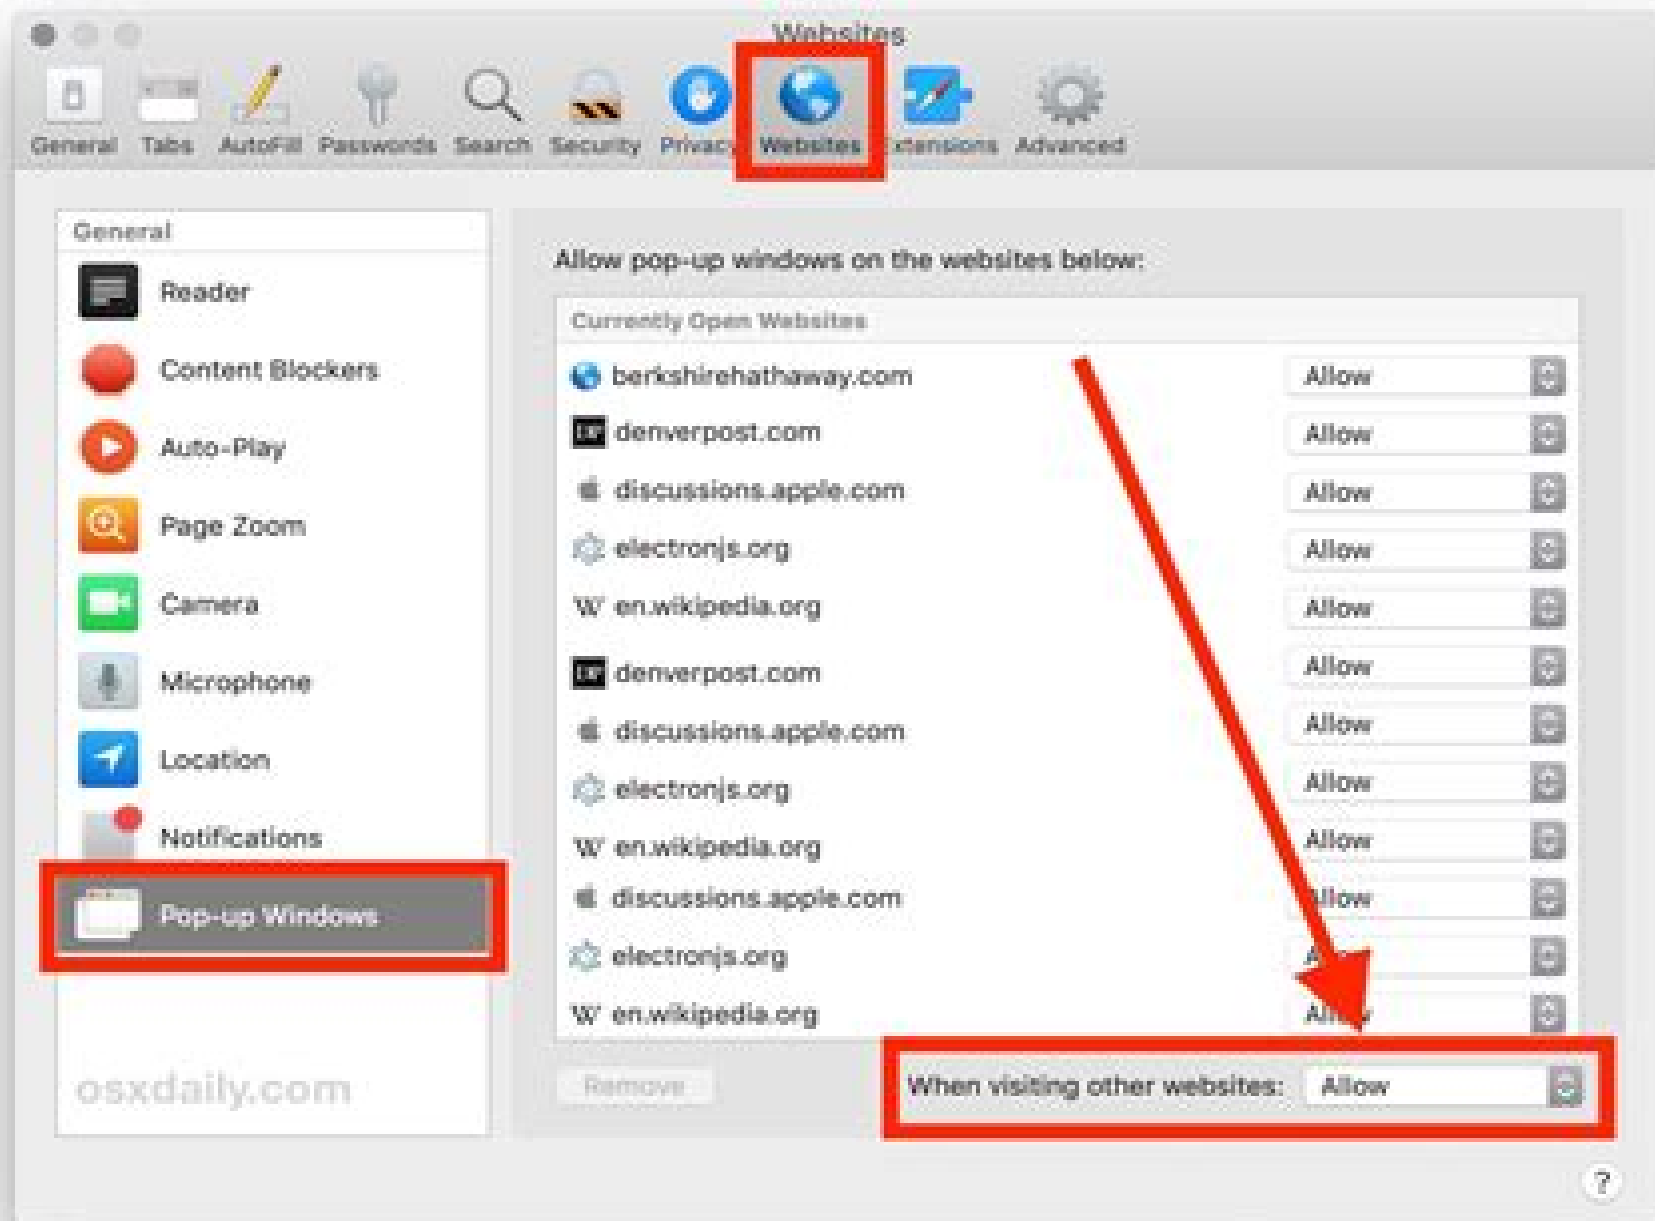 Websites
General Tabs AutoFill Passwords Search Security Privacy Websites Extensions Advanced
General
Reader
Content Blockers
Auto-Play
Page Zoom
Camera
Microphone
Location
Notifications
Pop-up Windows
osxdaily.com
Allow pop-up windows on the websites below:
Currently Open Websites
berkshirehathaway.com Allow
DP denverpost.com Allow
discussions.apple.com Allow
electronjs.org Allow
W en.wikipedia.org Allow
DP denverpost.com Allow
discussions.apple.com Allow
electronjs.org Allow
W en.wikipedia.org Allow
discussions.apple.com Allow
electronjs.org
W en.wikipedia.org Allow
Remove When visiting other websites: Allow
?